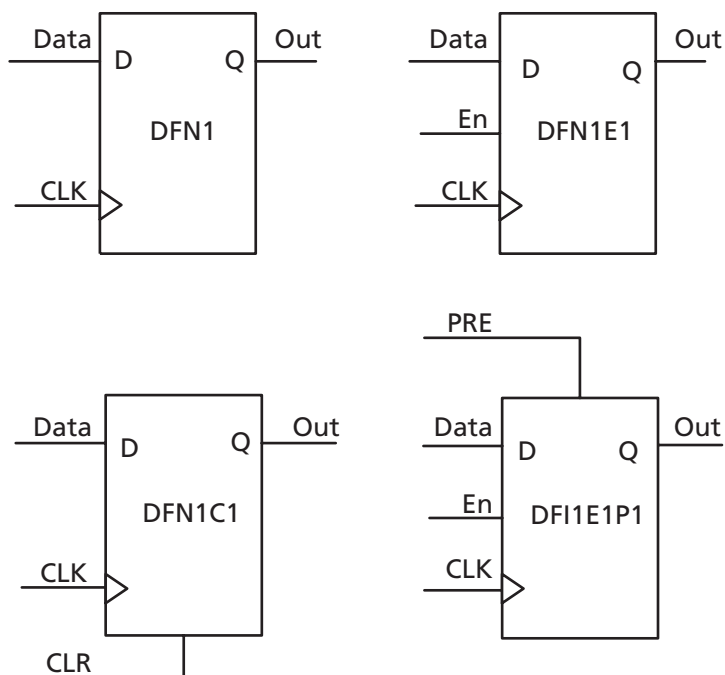 Data
Out
D
Q
DFN1
CLK
Data
Out
D
Q
En
DFN1E1
CLK
Data
Out
D
Q
DFN1C1
CLK
CLR
PRE
Data
Out
D
Q
En
DFI1E1P1
CLK